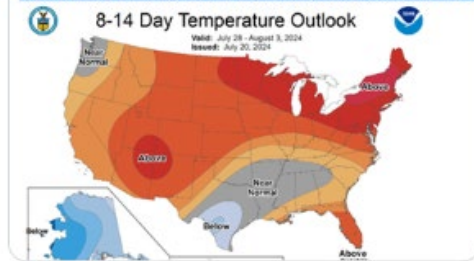 8-14 Day Temperature Outlook
Valid: July 28 - August 3, 2024
Issued: July 20, 2024
Near
Normal
Above
Above
Near
Normal
Below
Below
Above